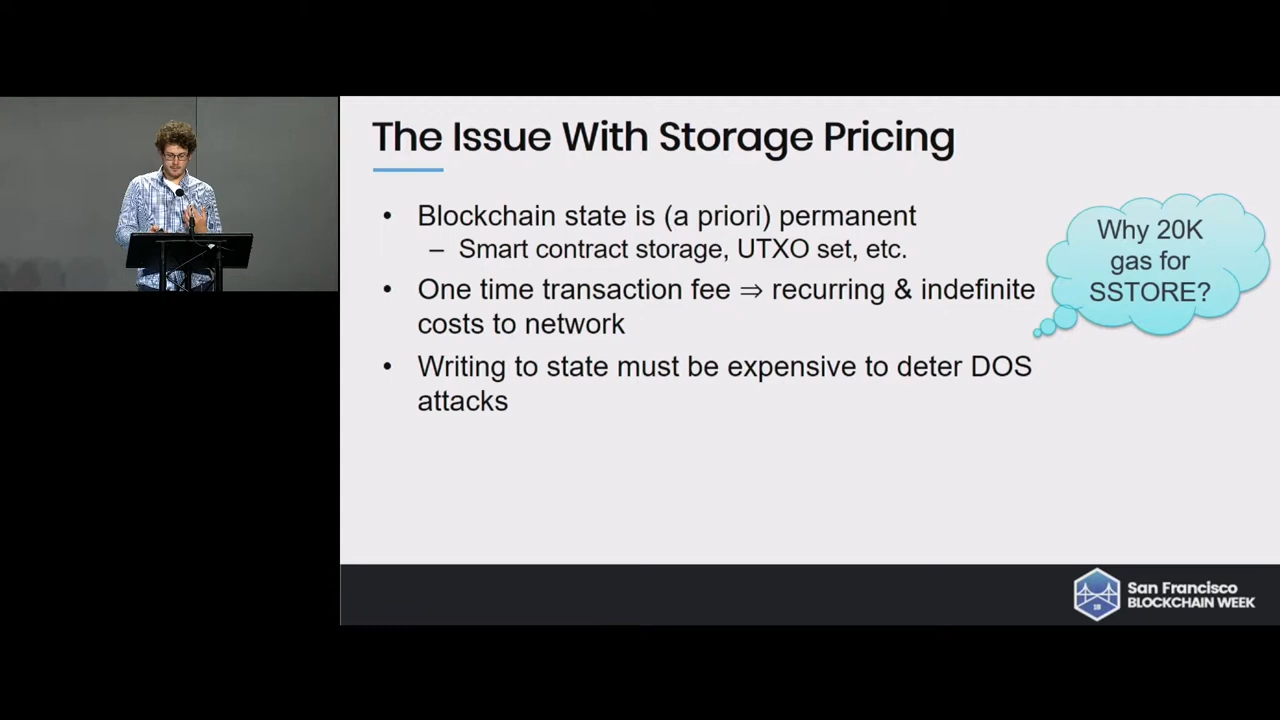 The Issue With Storage Pricing
• Blockchain state is (a priori) permanent
– Smart contract storage, UTXO set, etc.
• One time transaction fee ⇒ recurring & indefinite
costs to network
• Writing to state must be expensive to deter DOS
attacks
Why 20K
gas for
SSTORE?
San Francisco
BLOCKCHAIN WEEK